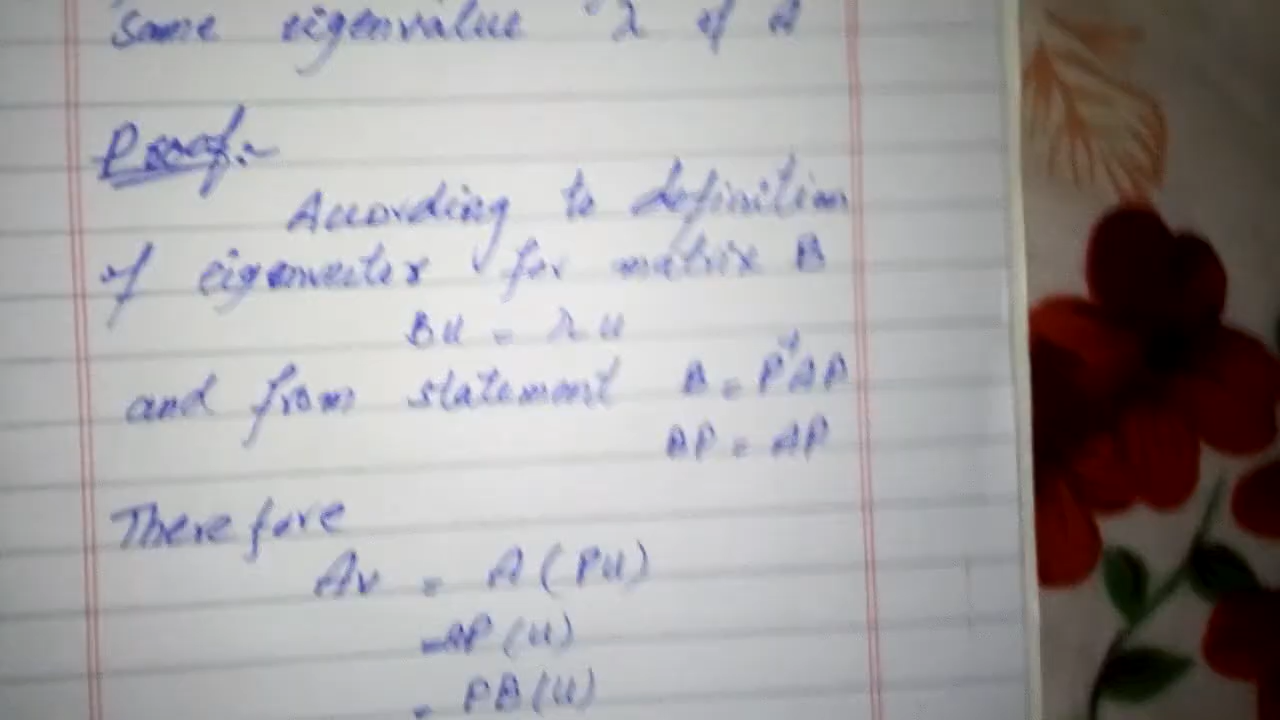 Some eigenvalue λ of A
Proof:-
According to definition
of eigenvector for matrix B
Bu = λu
and from statement B = P⁻¹AP
BP = AP
Therefore
Av = A(Pu)
= AP(u)
= PB(u)